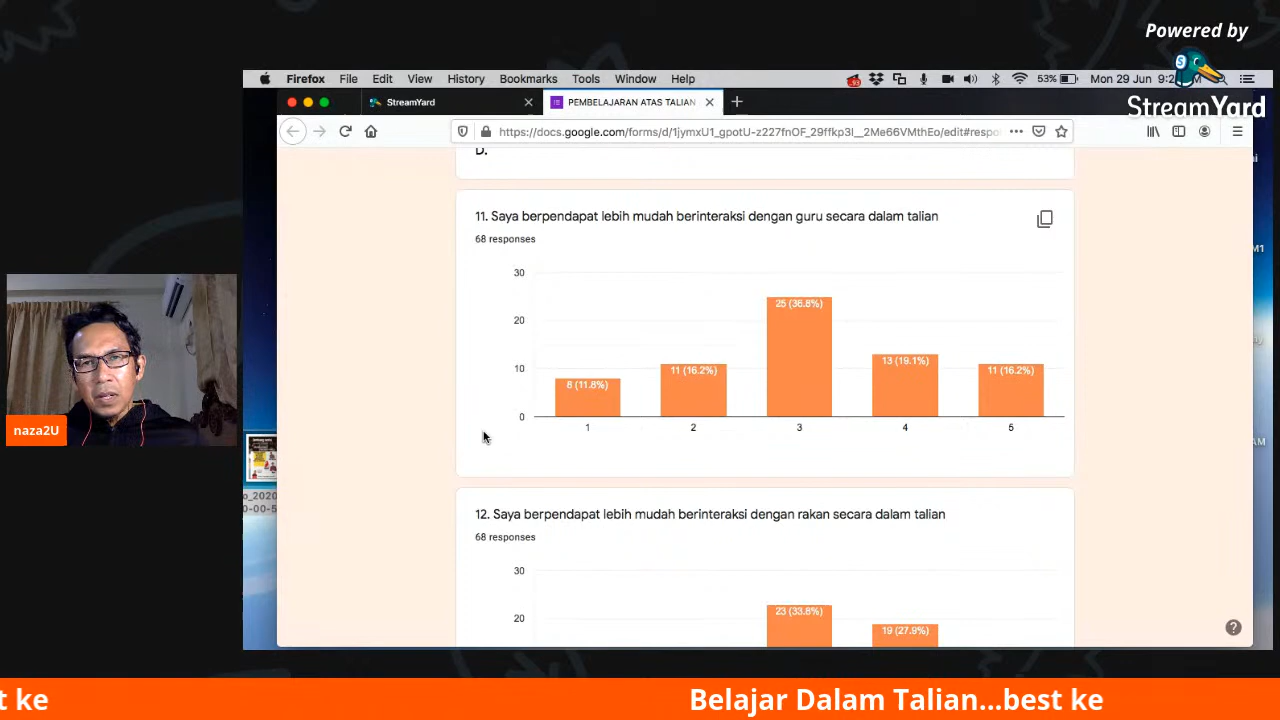 Powered by
StreamYard
Firefox File Edit View History Bookmarks Tools Window Help
53% Mon 29 Jun
StreamYard
PEMBELAJARAN ATAS TALIAN
https://docs.google.com/forms/d/1jymxU1_gpotU-z227fnOF_29ffkp3I__2Me66VMthEo/edit#respo
D.
11. Saya berpendapat lebih mudah berinteraksi dengan guru secara dalam talian
68 responses
30
20
10
0
8 (11.8%)
11 (16.2%)
25 (36.8%)
13 (19.1%)
11 (16.2%)
1 2 3 4 5
12. Saya berpendapat lebih mudah berinteraksi dengan rakan secara dalam talian
68 responses
30
20
23 (33.8%)
19 (27.9%)
naza2U
t ke
Belajar Dalam Talian...best ke